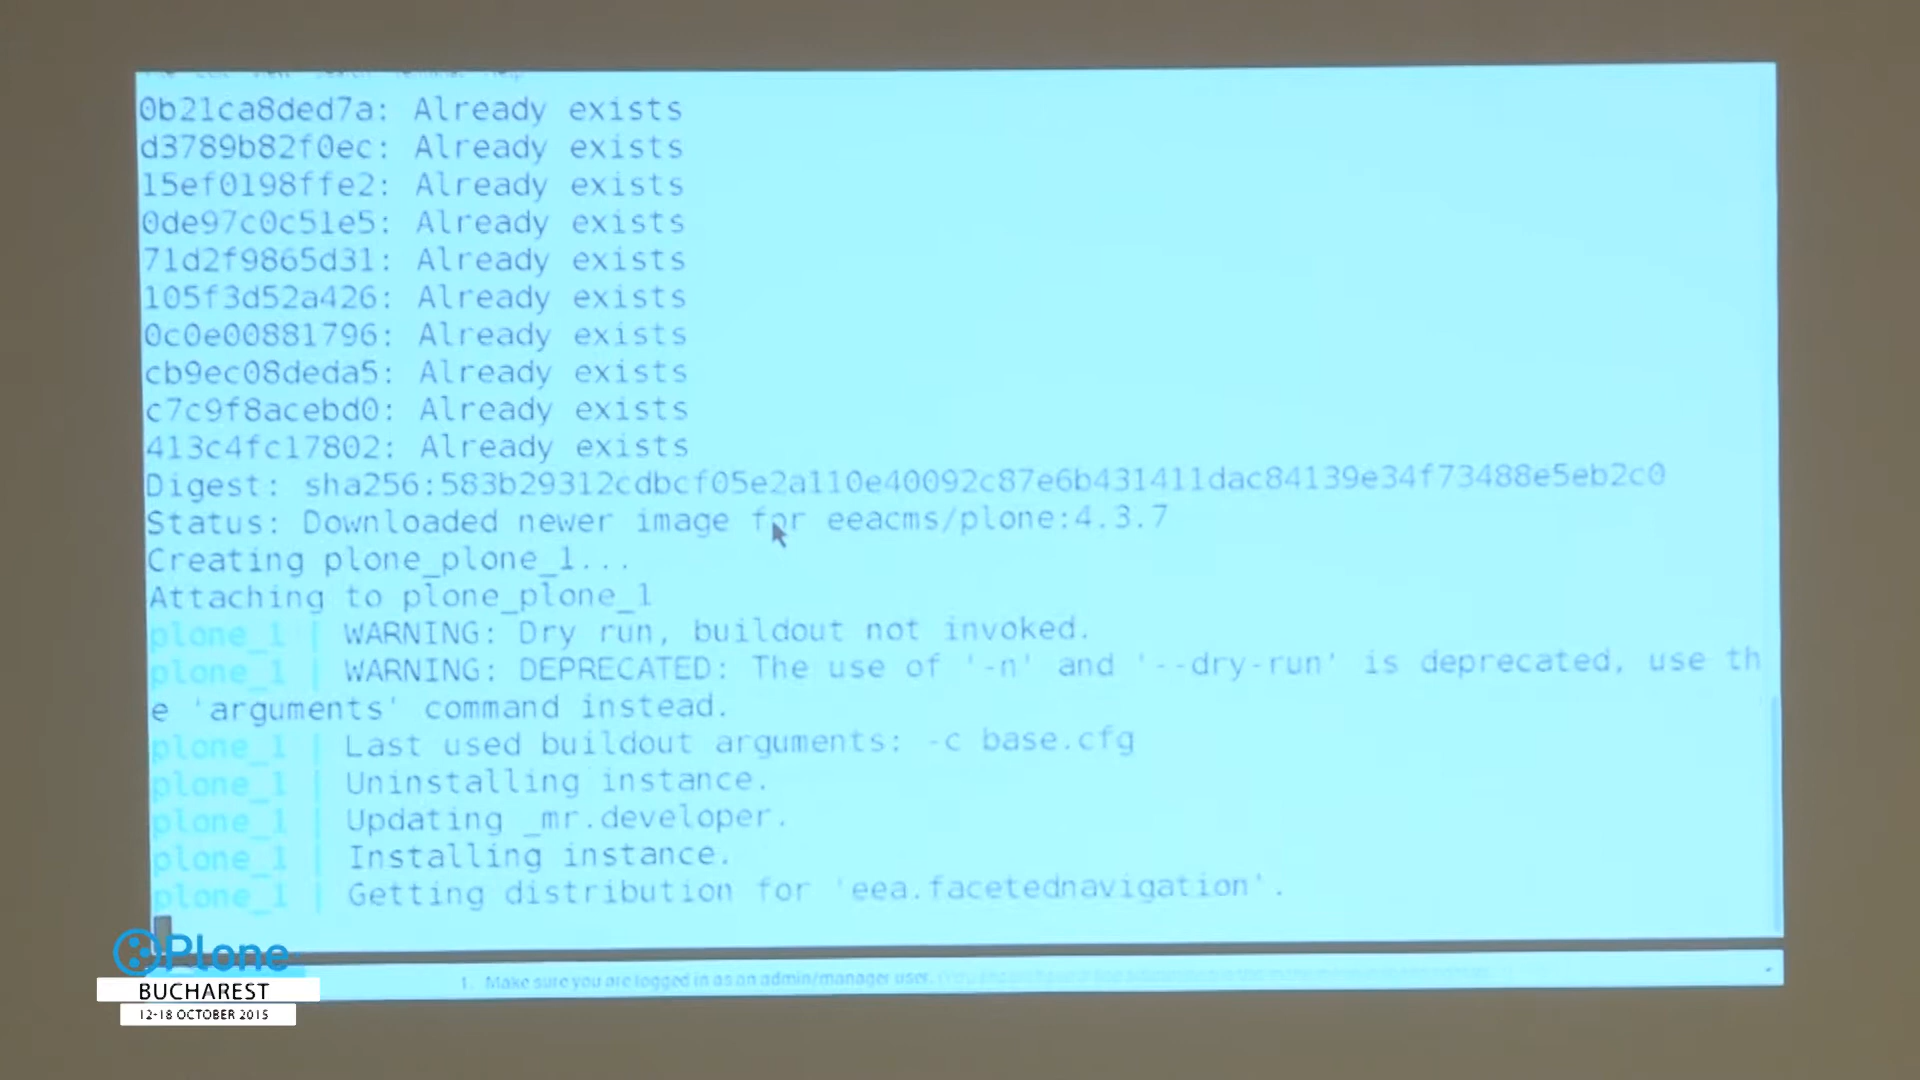 0b21ca8ded7a: Already exists
d3789b82f0ec: Already exists
15ef0198ffe2: Already exists
0de97c0c51e5: Already exists
71d2f9865d31: Already exists
105f3d52a426: Already exists
0c0e00881796: Already exists
cb9ec08deda5: Already exists
c7c9f8acebd0: Already exists
413c4fc17802: Already exists
Digest: sha256:583b29312cdbcf05e2a110e40092c87e6b431411dac84139e34f73488e5eb2c0
Status: Downloaded newer image for eeacms/plone:4.3.7
Creating plone_plone_1...
Attaching to plone_plone_1
plone_1 | WARNING: Dry run, buildout not invoked.
plone_1 | WARNING: DEPRECATED: The use of '-n' and '--dry-run' is deprecated, use th
e 'arguments' command instead.
plone_1 | Last used buildout arguments: -c base.cfg
plone_1 | Uninstalling instance.
plone_1 | Updating _mr.developer.
plone_1 | Installing instance.
plone_1 | Getting distribution for 'eea.facetednavigation'.
1. Make sure you are logged in as an admin/manager user.
Plone
BUCHAREST
12-18 OCTOBER 2015